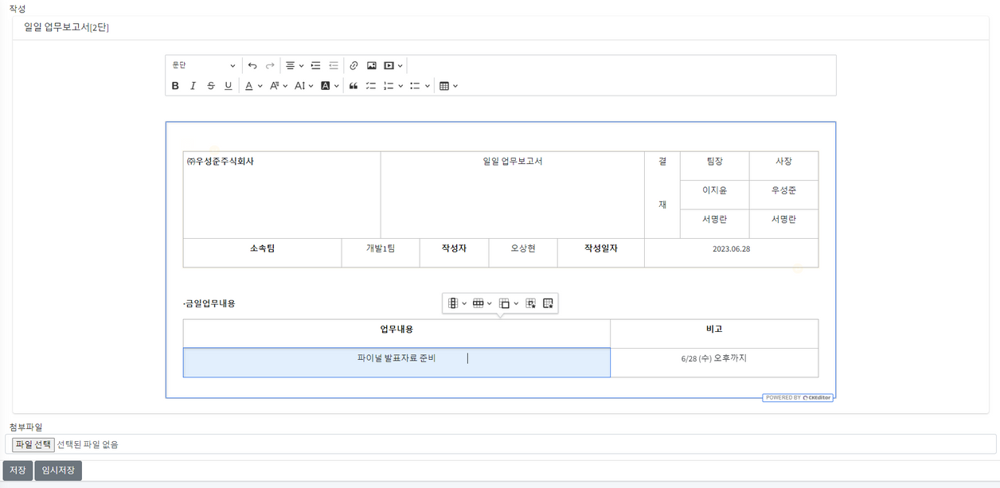 작성
일일 업무보고서[2단]
문단
㈜우성준주식회사 일일 업무보고서 결 재 팀장 사장
이지윤 우성준
서명란 서명란
소속팀 개발1팀 작성자 오상현 작성일자 2023.06.28
·금일업무내용
업무내용 비고
파이널 발표자료 준비 6/28 (수) 오후까지
POWERED BY CKEditor
첨부파일
파일 선택 선택된 파일 없음
저장 임시저장